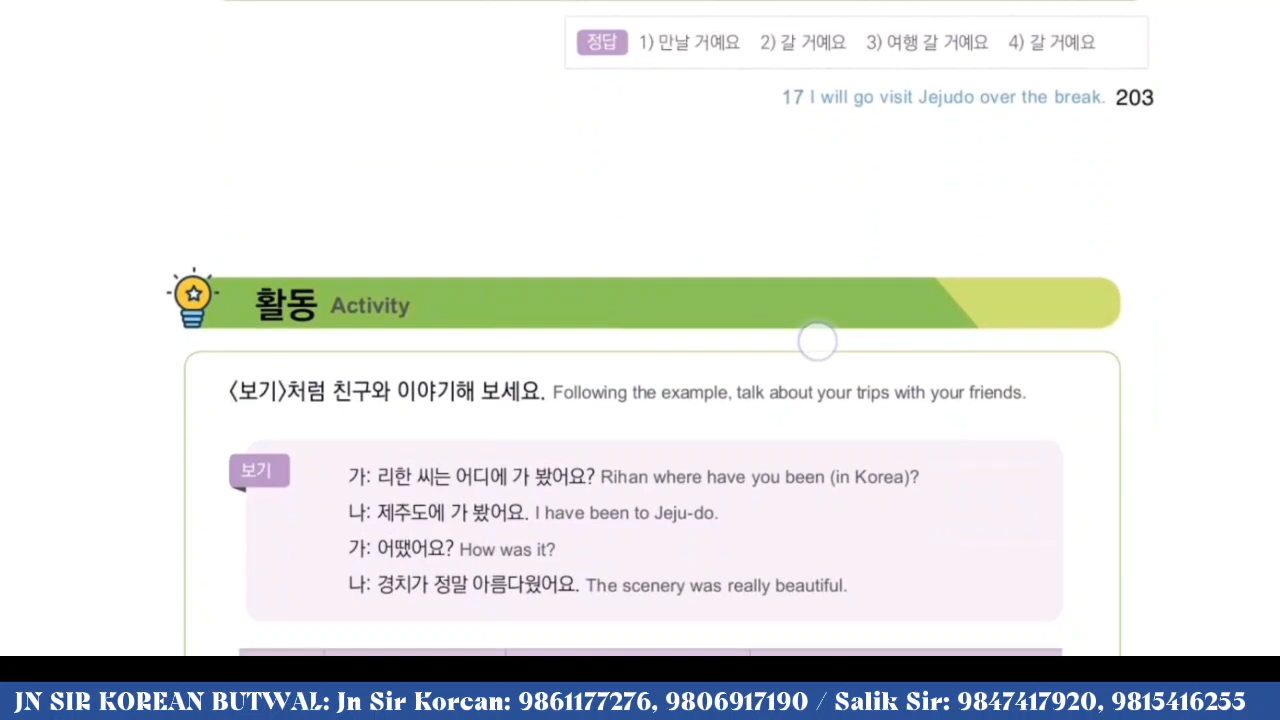 정답 1) 만날 거예요 2) 갈 거예요 3) 여행 갈 거예요 4) 갈 거예요
17 I will go visit Jejudo over the break. 203
활동 Activity
〈보기〉처럼 친구와 이야기해 보세요. Following the example, talk about your trips with your friends.
보기
가: 리한 씨는 어디에 가 봤어요? Rihan where have you been (in Korea)?
나: 제주도에 가 봤어요. I have been to Jeju-do.
가: 어땠어요? How was it?
나: 경치가 정말 아름다웠어요. The scenery was really beautiful.
JN SIR KOREAN BUTWAL: Jn Sir Korean: 9861177276, 9806917190 / Salik Sir: 9847417920, 9815416255